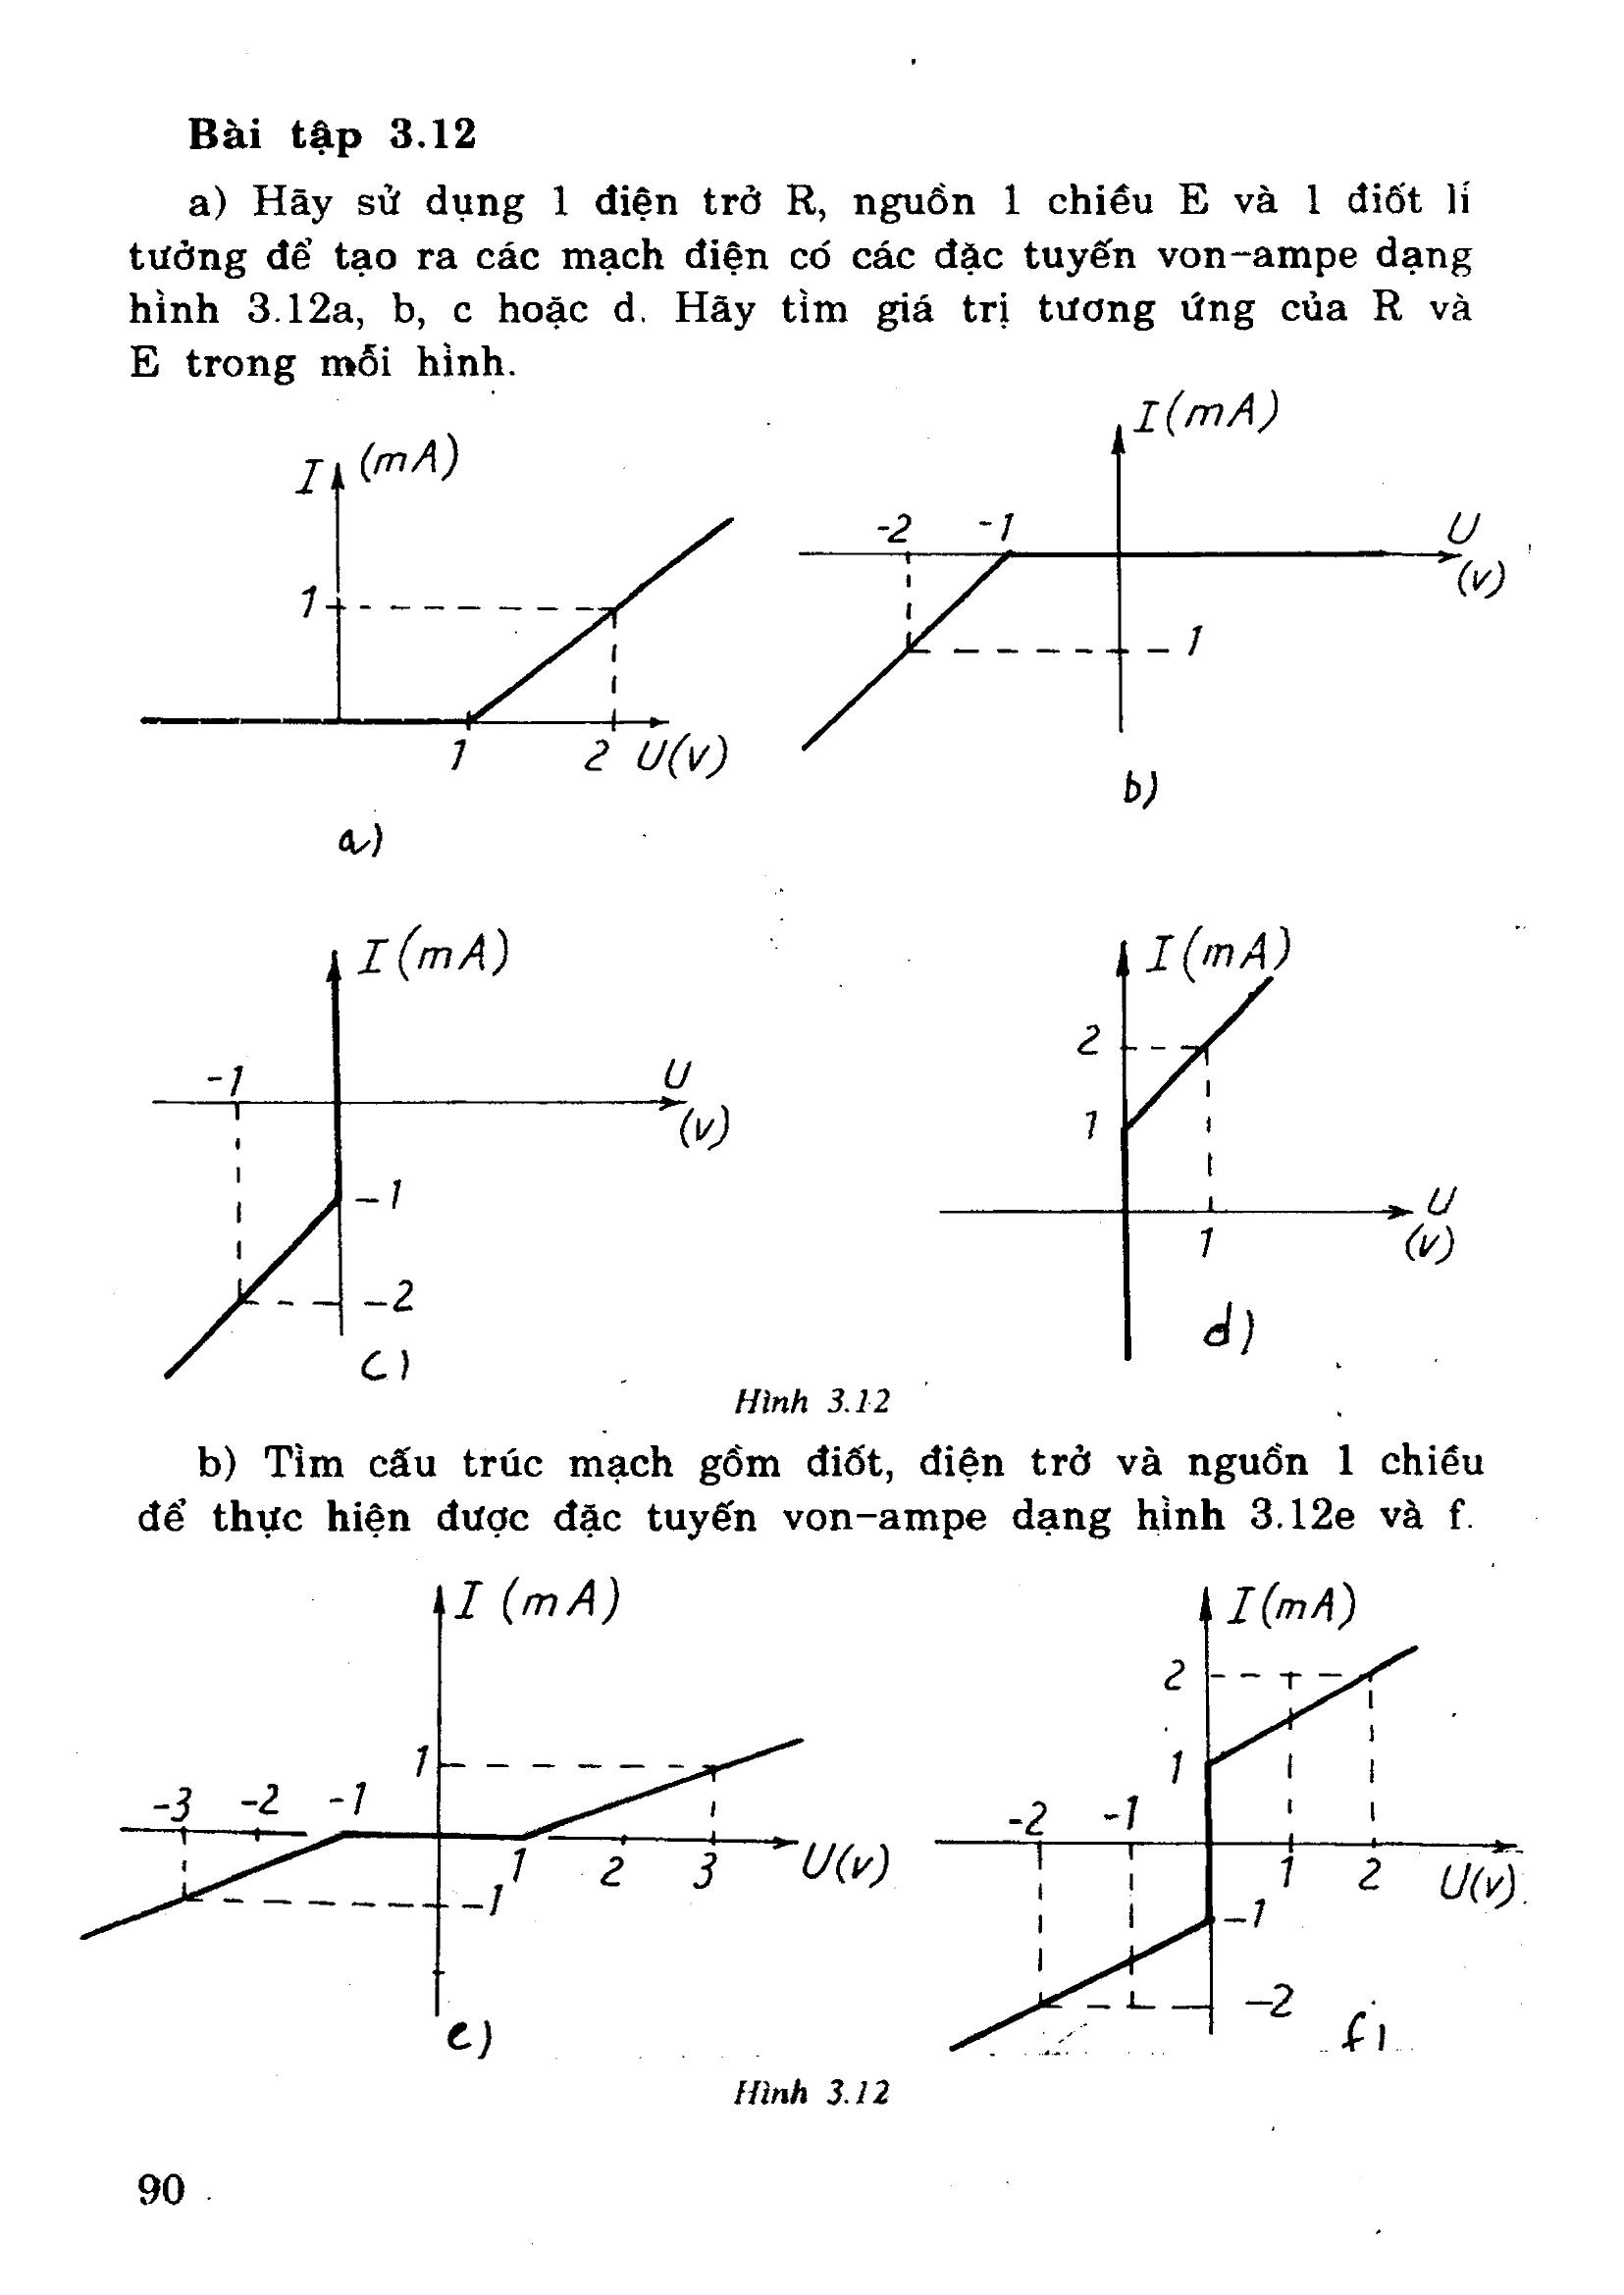 Bài tập 3.12
a) Hãy sử dụng 1 điện trở R, nguồn 1 chiều E và 1 điốt lí
tưởng để tạo ra các mạch điện có các đặc tuyến von-ampe dạng
hình 3.12a, b, c hoặc d. Hãy tìm giá trị tương ứng của R và
E trong mỗi hình.
I (mA)
1
1 2 U(v)
a)
I(mA)
-2 -1 U
(v)
- 1
b)
I(mA)
-1 U
(v)
-1
-2
c)
I(mA)
2
1
U
1 (v)
d)
Hình 3.12
b) Tìm cấu trúc mạch gồm điốt, điện trở và nguồn 1 chiều
để thực hiện được đặc tuyến von-ampe dạng hình 3.12e và f.
I (mA)
1
-3 -2 -1
1 2 3 U(v)
-1
e)
I(mA)
2
1
-2 -1
1 2 U(v)
-1
-2
f)
Hình 3.12
90